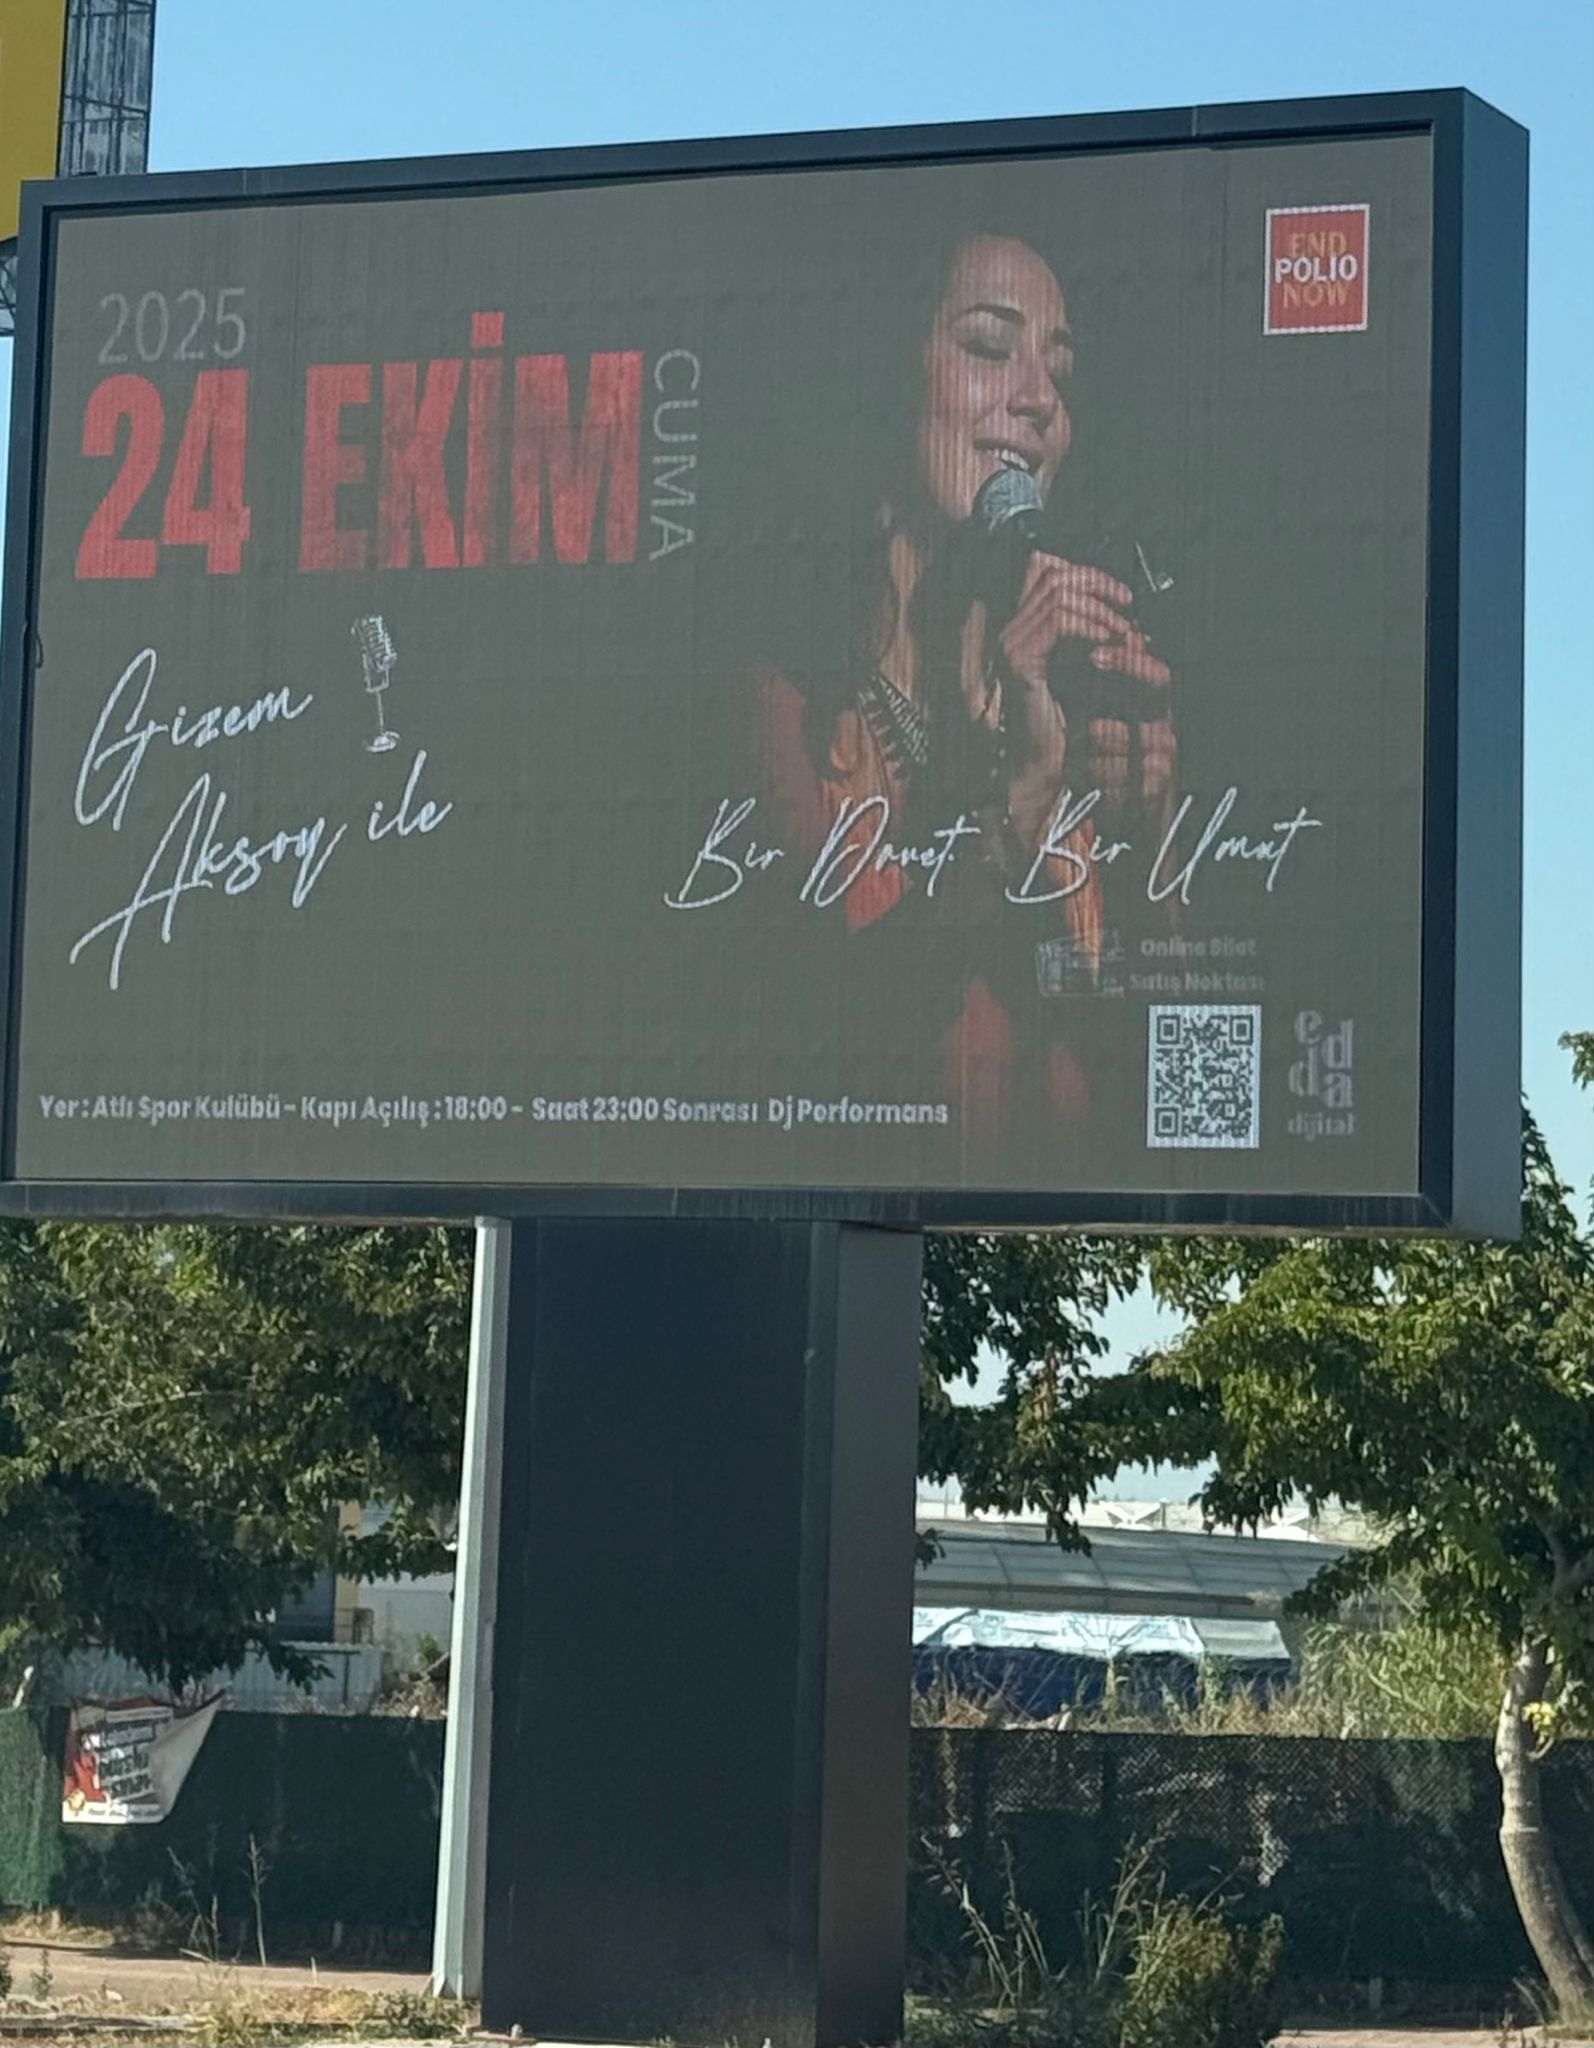 END
POLIO
NOW
2025
24 EKİM
CUMA
Gizem
Aksoy ile
Bir Davet Bir Umut
Online Bilet
Satış Noktası
edda
dijital
Yer: Atlı Spor Kulübü - Kapı Açılış: 18:00 - Saat 23:00 Sonrası Dj Performans